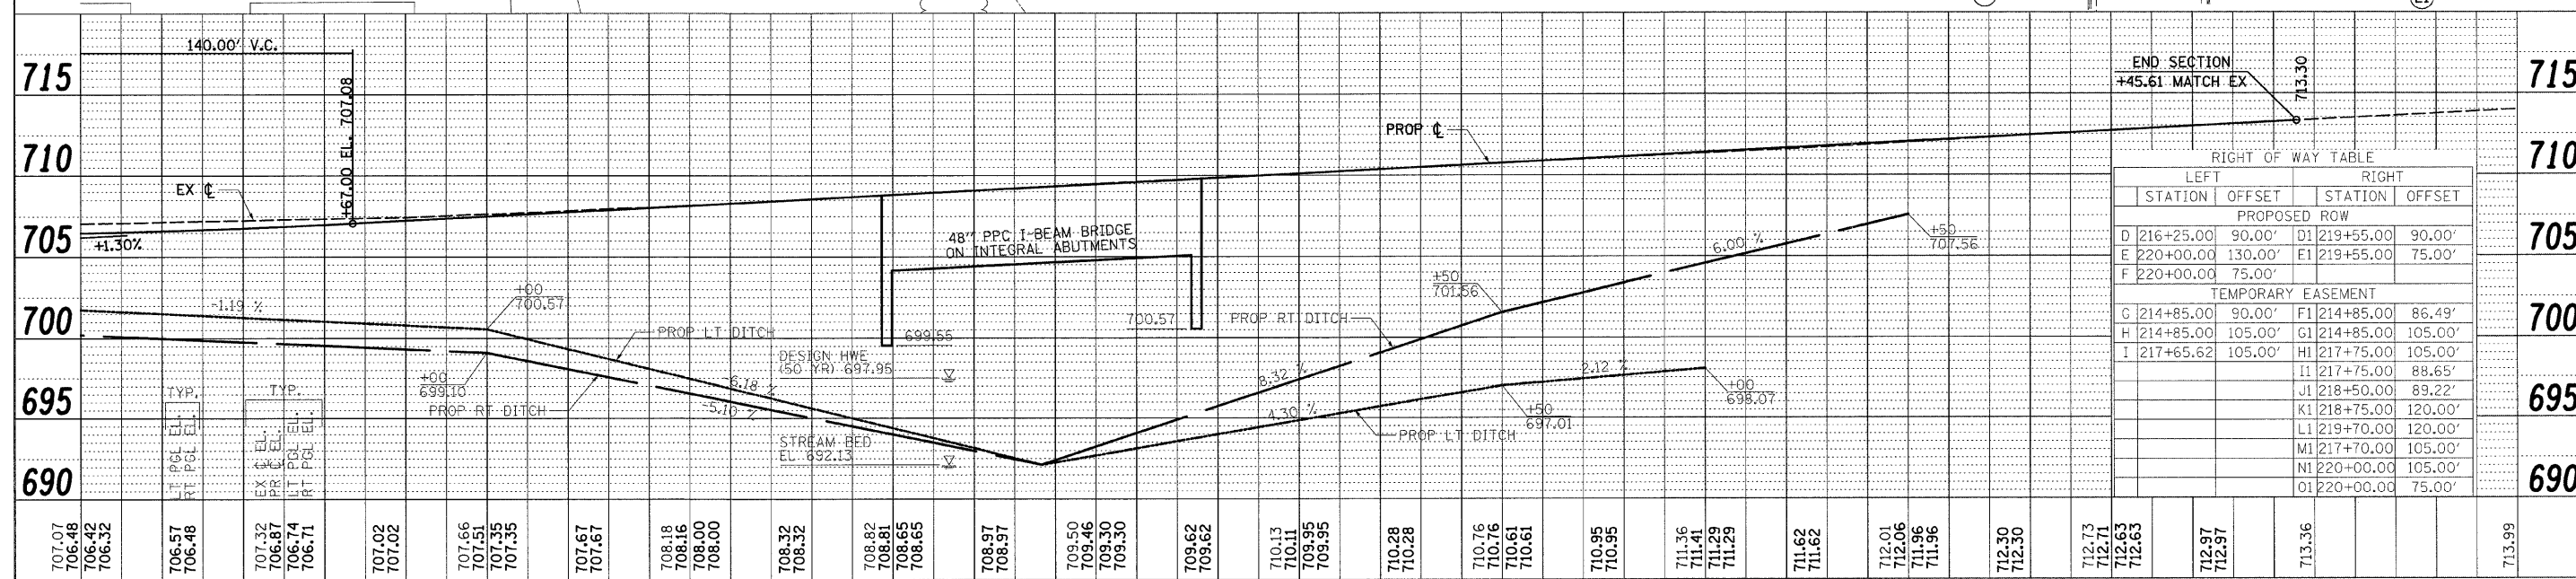 140.00' V.C.
+67.00 EL. 707.08
END SECTION
+45.61 MATCH EX
713.30
715
715
PROP ℄
710
710
EX ℄
705
705
+1.30%
48" PPC I-BEAM BRIDGE
ON INTEGRAL ABUTMENTS
6.00 %
+50
707.56
-1.19 %
+00
700.57
+50
701.56
700
700
PROP LT DITCH
699.55
700.57
PROP RT DITCH
DESIGN HWE
(50 YR) 697.95
+00
699.10
-6.18 %
-5.10 %
8.32 %
2.12 %
+00
698.07
PROP RT DITCH
4.30 %
+50
697.01
PROP LT DITCH
695
695
STREAM BED
EL 692.13
690
690
TYP.
LT PGL EL.
RT PGL EL.
TYP.
EX ℄ EL.
PR ℄ EL.
LT PGL EL.
RT PGL EL.
RIGHT OF WAY TABLE
LEFT RIGHT
STATION OFFSET STATION OFFSET
PROPOSED ROW
D 216+25.00 90.00' D1 219+55.00 90.00'
E 220+00.00 130.00' E1 219+55.00 75.00'
F 220+00.00 75.00'
TEMPORARY EASEMENT
G 214+85.00 90.00' F1 214+85.00 86.49'
H 214+85.00 105.00' G1 214+85.00 105.00'
I 217+65.62 105.00' H1 217+75.00 105.00'
I1 217+75.00 88.65'
J1 218+50.00 89.22'
K1 218+75.00 120.00'
L1 219+70.00 120.00'
M1 217+70.00 105.00'
N1 220+00.00 105.00'
O1 220+00.00 75.00'
707.07
706.48
706.42
706.32
706.57
706.48
707.32
706.87
706.74
706.71
707.02
707.02
707.66
707.51
707.35
707.35
707.67
707.67
708.18
708.16
708.00
708.00
708.32
708.32
708.82
708.81
708.65
708.65
708.97
708.97
709.50
709.46
709.30
709.30
709.62
709.62
710.13
710.11
709.95
709.95
710.28
710.28
710.76
710.76
710.61
710.61
710.95
710.95
711.36
711.41
711.29
711.29
711.62
711.62
712.01
712.06
711.96
711.96
712.30
712.30
712.73
712.71
712.63
712.63
712.97
712.97
713.36
713.99